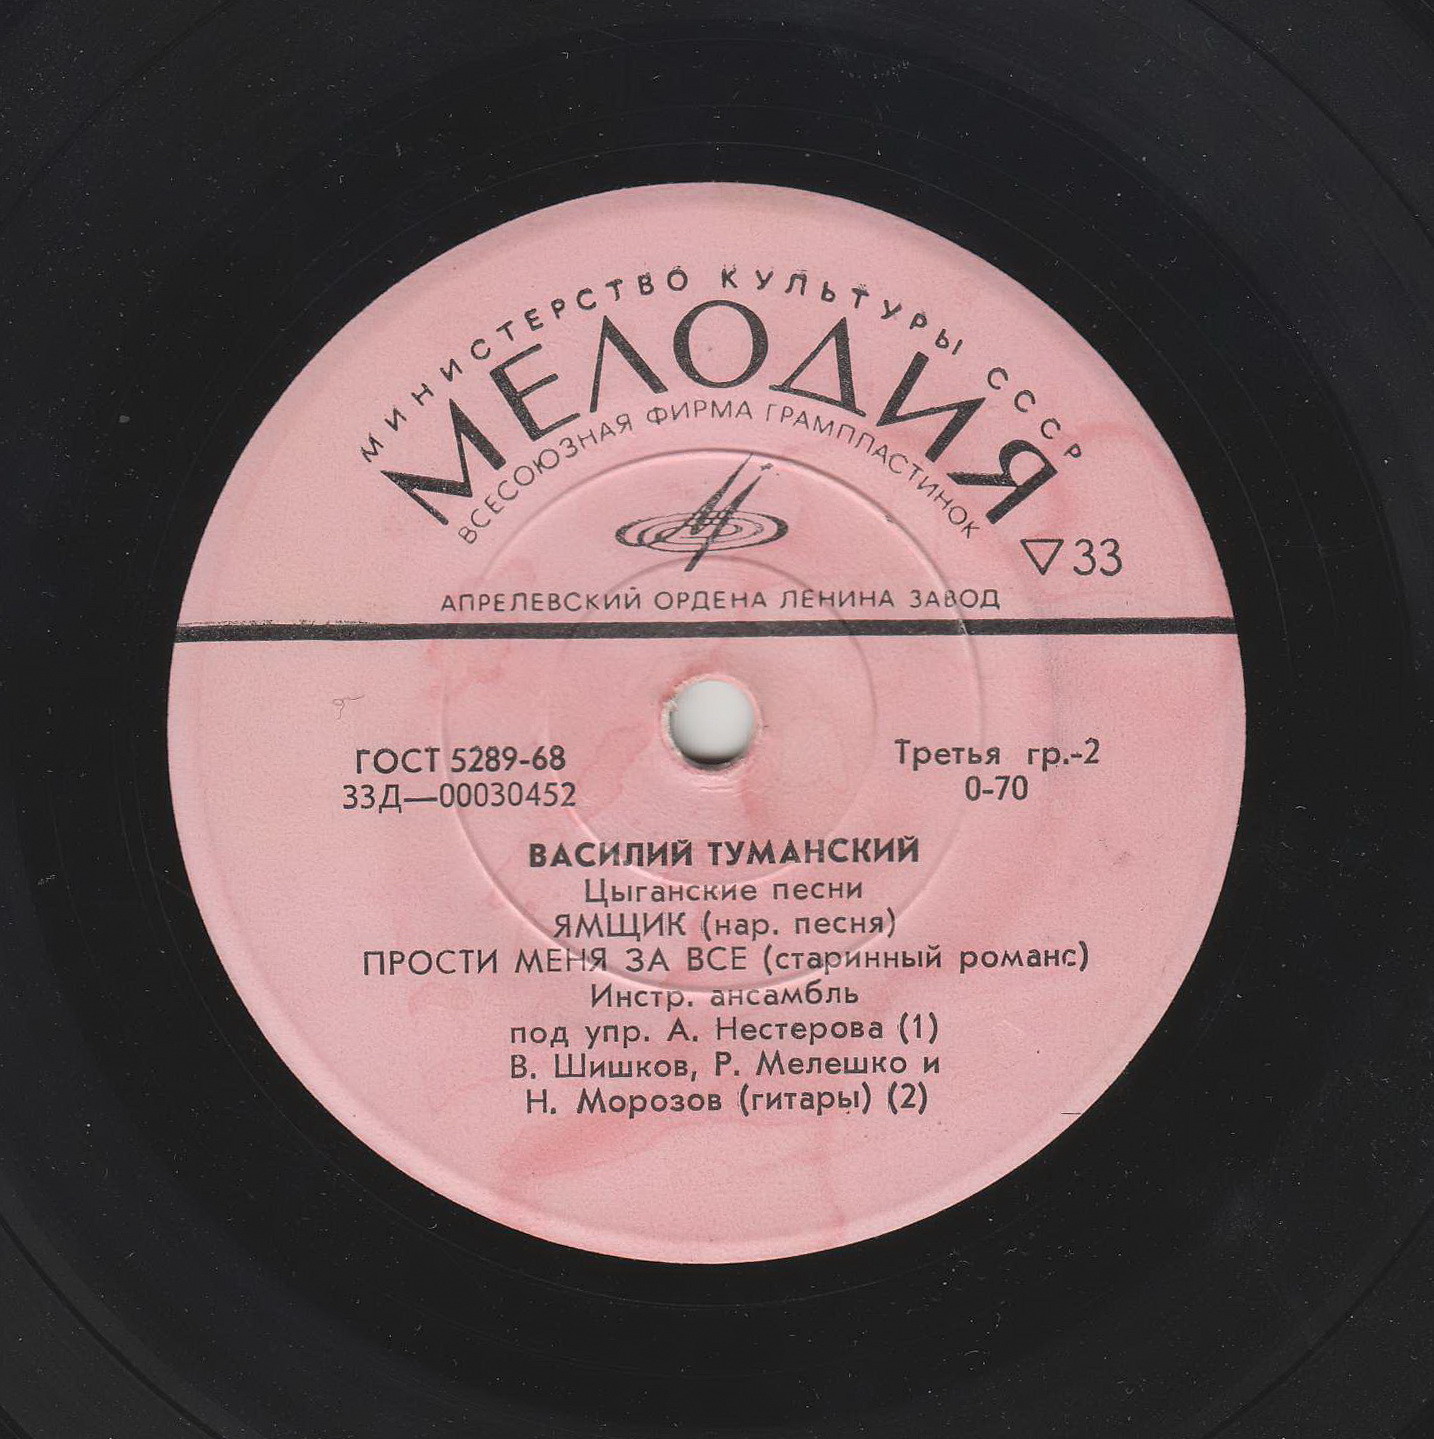 МИНИСТЕРСТВО КУЛЬТУРЫ СССР
МЕЛОДИЯ
ВСЕСОЮЗНАЯ ФИРМА ГРАМПЛАСТИНОК
▽33
АПРЕЛЕВСКИЙ ОРДЕНА ЛЕНИНА ЗАВОД
ГОСТ 5289-68
33Д—00030452
Третья гр.-2
0-70
ВАСИЛИЙ ТУМАНСКИЙ
Цыганские песни
ЯМЩИК (нар. песня)
ПРОСТИ МЕНЯ ЗА ВСЕ (старинный романс)
Инстр. ансамбль
под упр. А. Нестерова (1)
В. Шишков, Р. Мелешко и
Н. Морозов (гитары) (2)